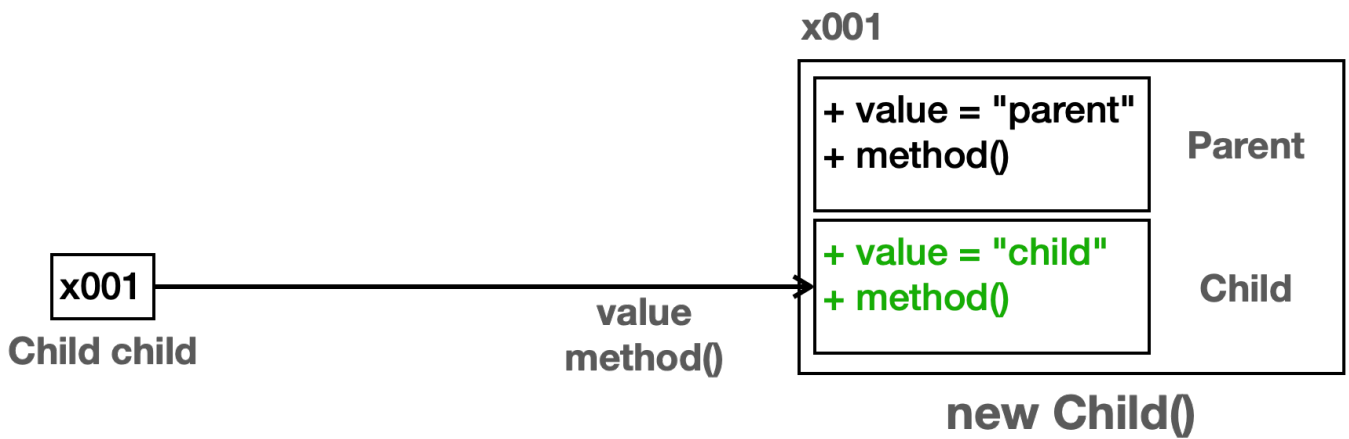 x001
+ value = "parent"
+ method()
Parent
+ value = "child"
+ method()
Child
x001
value
method()
Child child
new Child()